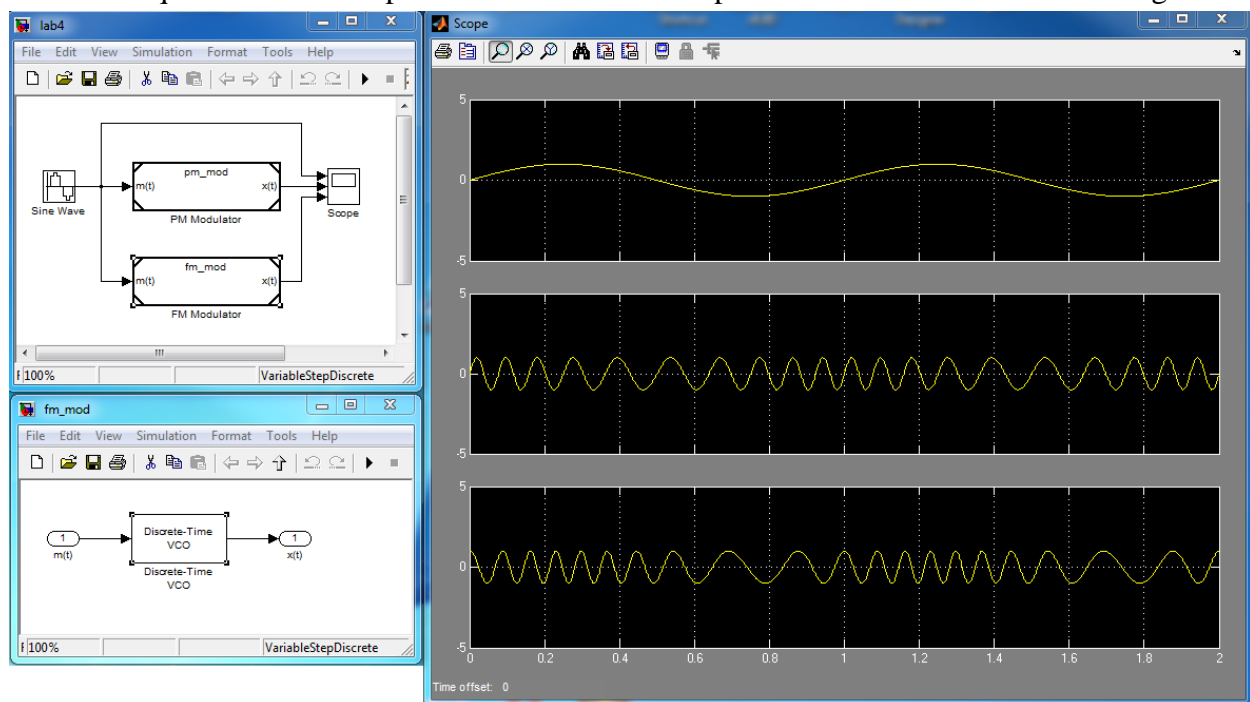 lab4
File Edit View Simulation Format Tools Help
pm_mod
m(t) x(t)
Sine Wave
PM Modulator
Scope
fm_mod
m(t) x(t)
FM Modulator
100% VariableStepDiscrete
fm_mod
File Edit View Simulation Format Tools Help
1
m(t)
Discrete-Time
VCO
1
x(t)
Discrete-Time
VCO
100% VariableStepDiscrete
Scope
5
0
-5
5
0
-5
5
0
-5
0 0.2 0.4 0.6 0.8 1 1.2 1.4 1.6 1.8 2
Time offset: 0